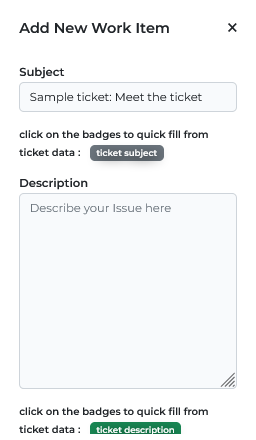 Add New Work Item ×
Subject
Sample ticket: Meet the ticket
click on the badges to quick fill from
ticket data : ticket subject
Description
Describe your Issue here
click on the badges to quick fill from
ticket data : ticket description